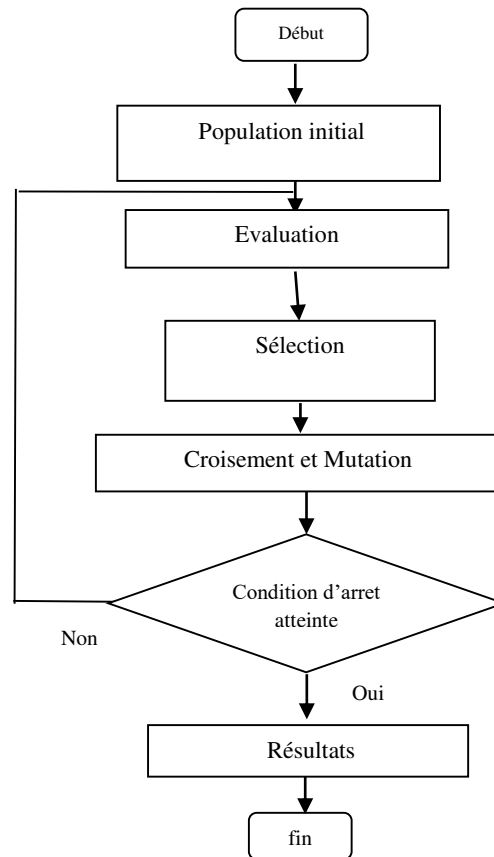 Début
Population initial
Evaluation
Sélection
Croisement et Mutation
Condition d’arret
atteinte
Non
Oui
Résultats
fin